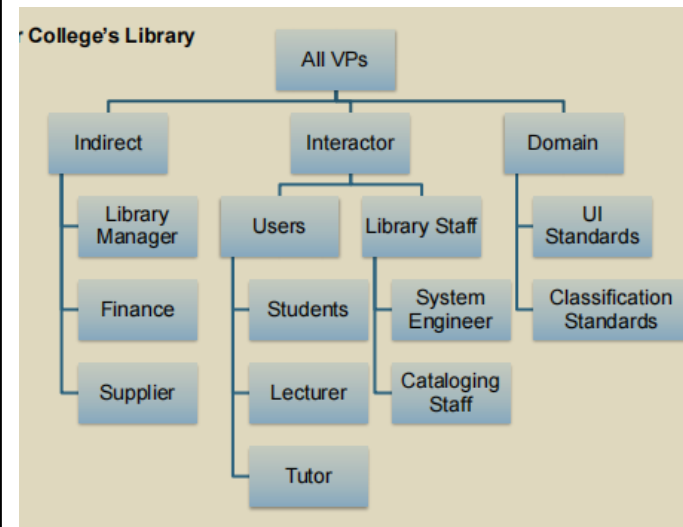 r College's Library
All VPs
Indirect
Interactor
Domain
Library
Manager
Users
Library Staff
UI
Standards
Finance
Students
System
Engineer
Classification
Standards
Supplier
Lecturer
Cataloging
Staff
Tutor